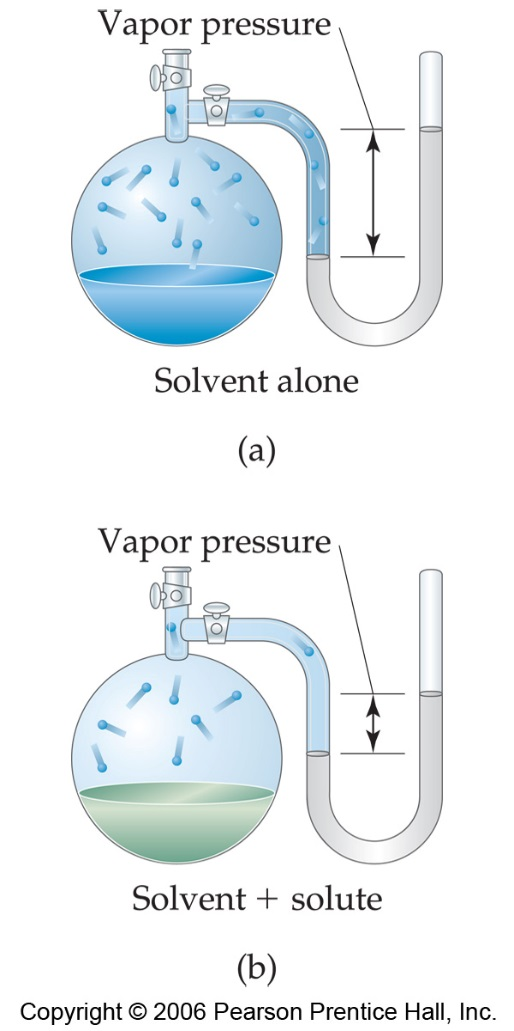 Vapor pressure
Solvent alone
(a)
Vapor pressure
Solvent + solute
(b)
Copyright © 2006 Pearson Prentice Hall, Inc.